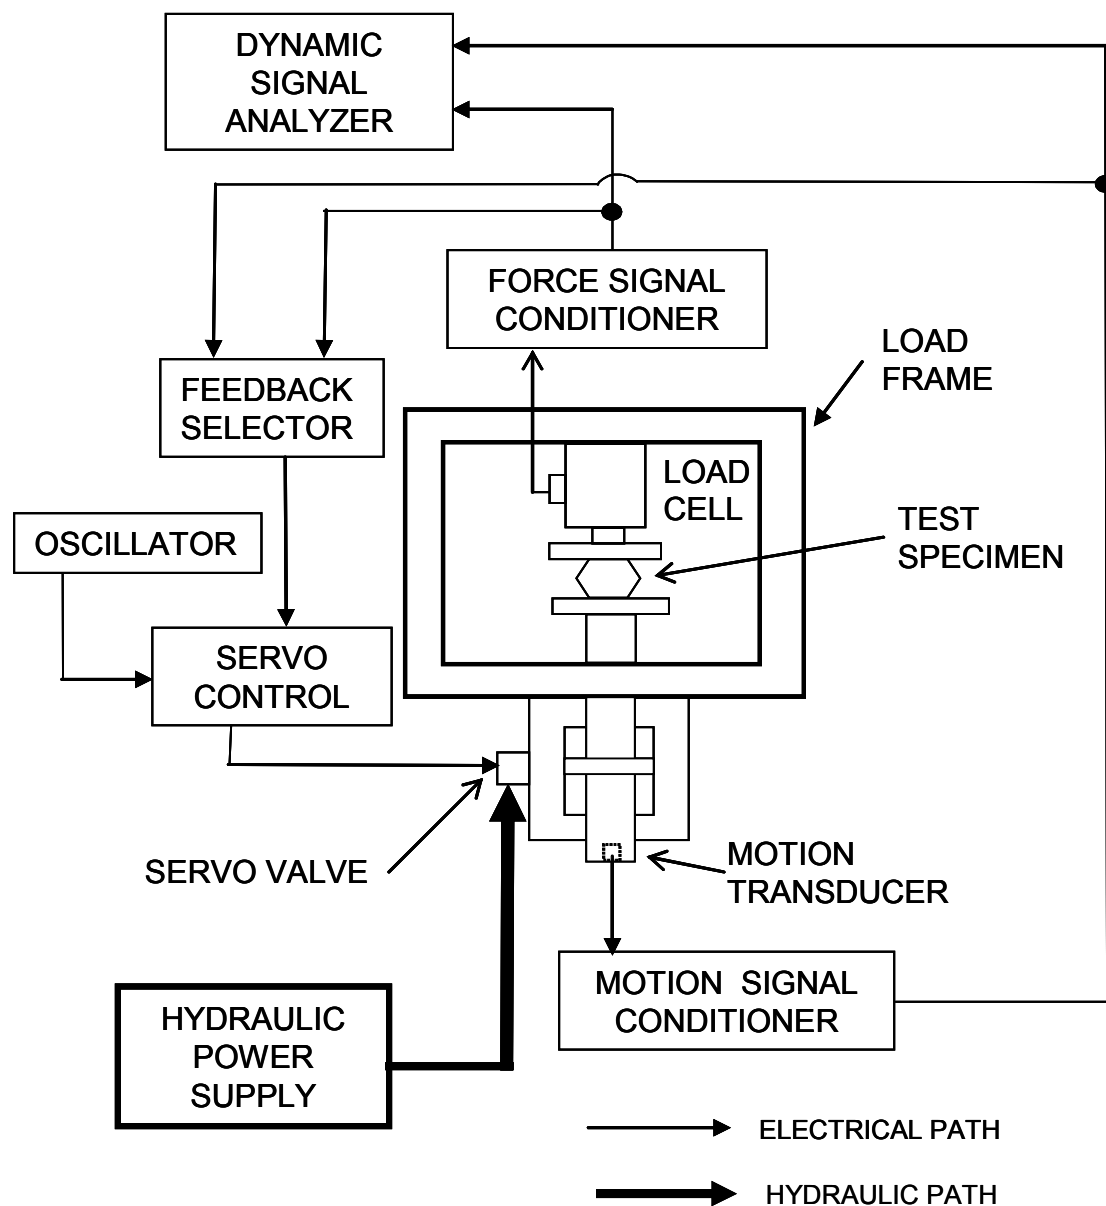 DYNAMIC
SIGNAL
ANALYZER
FORCE SIGNAL
CONDITIONER
LOAD
FRAME
FEEDBACK
SELECTOR
LOAD
CELL
TEST
SPECIMEN
OSCILLATOR
SERVO
CONTROL
SERVO VALVE
MOTION
TRANSDUCER
MOTION SIGNAL
CONDITIONER
HYDRAULIC
POWER
SUPPLY
ELECTRICAL PATH
HYDRAULIC PATH